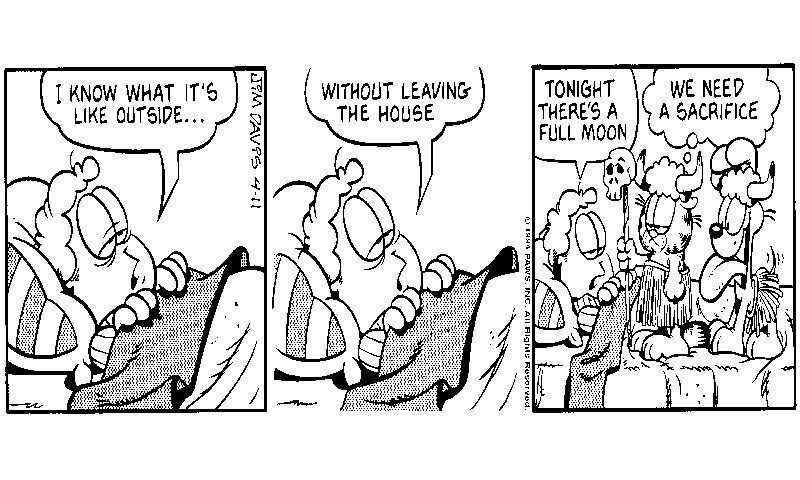 I KNOW WHAT IT'S
LIKE OUTSIDE...
JIM DAVIS 4-11
WITHOUT LEAVING
THE HOUSE
© 1994 PAWS, INC. All Rights Reserved.
TONIGHT
THERE'S A
FULL MOON
WE NEED
A SACRIFICE